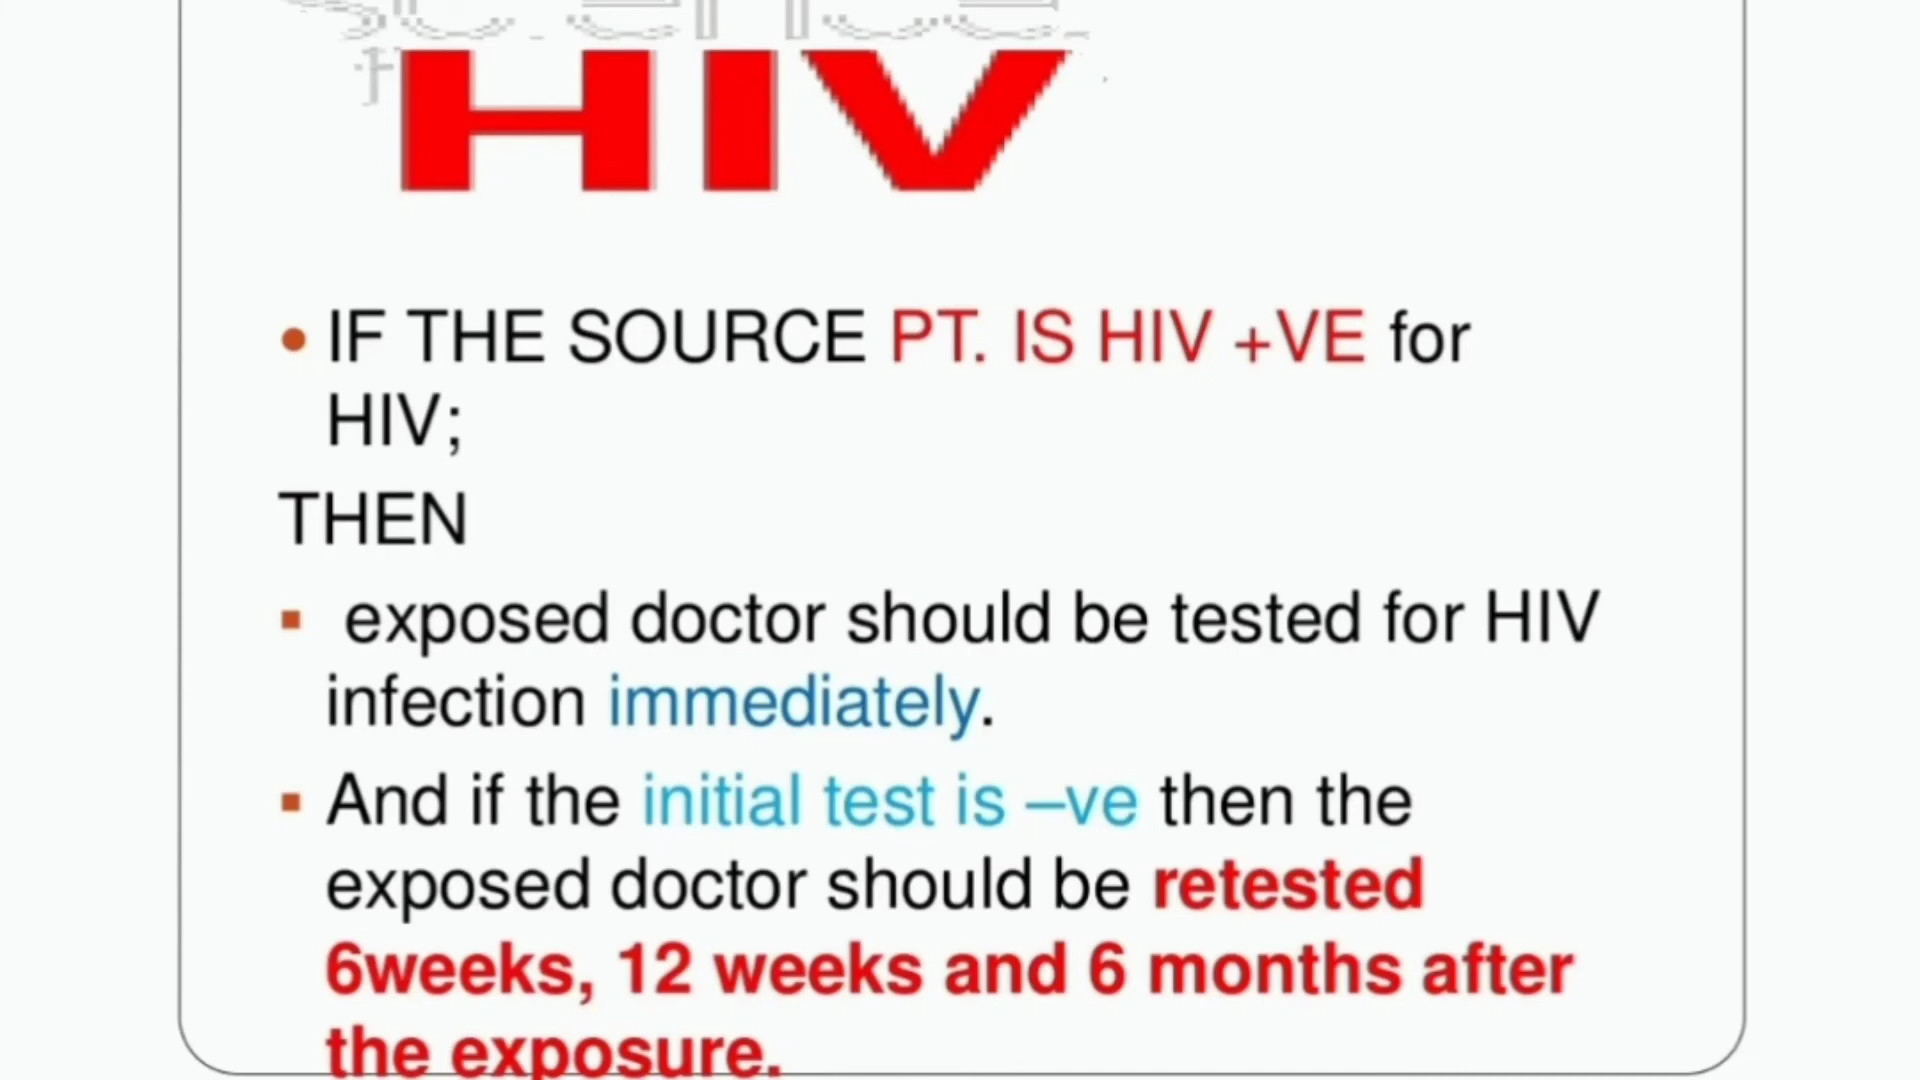 HIV
• IF THE SOURCE PT. IS HIV +VE for
HIV;
THEN
▪ exposed doctor should be tested for HIV
infection immediately.
▪ And if the initial test is –ve then the
exposed doctor should be retested
6weeks, 12 weeks and 6 months after
the exposure.